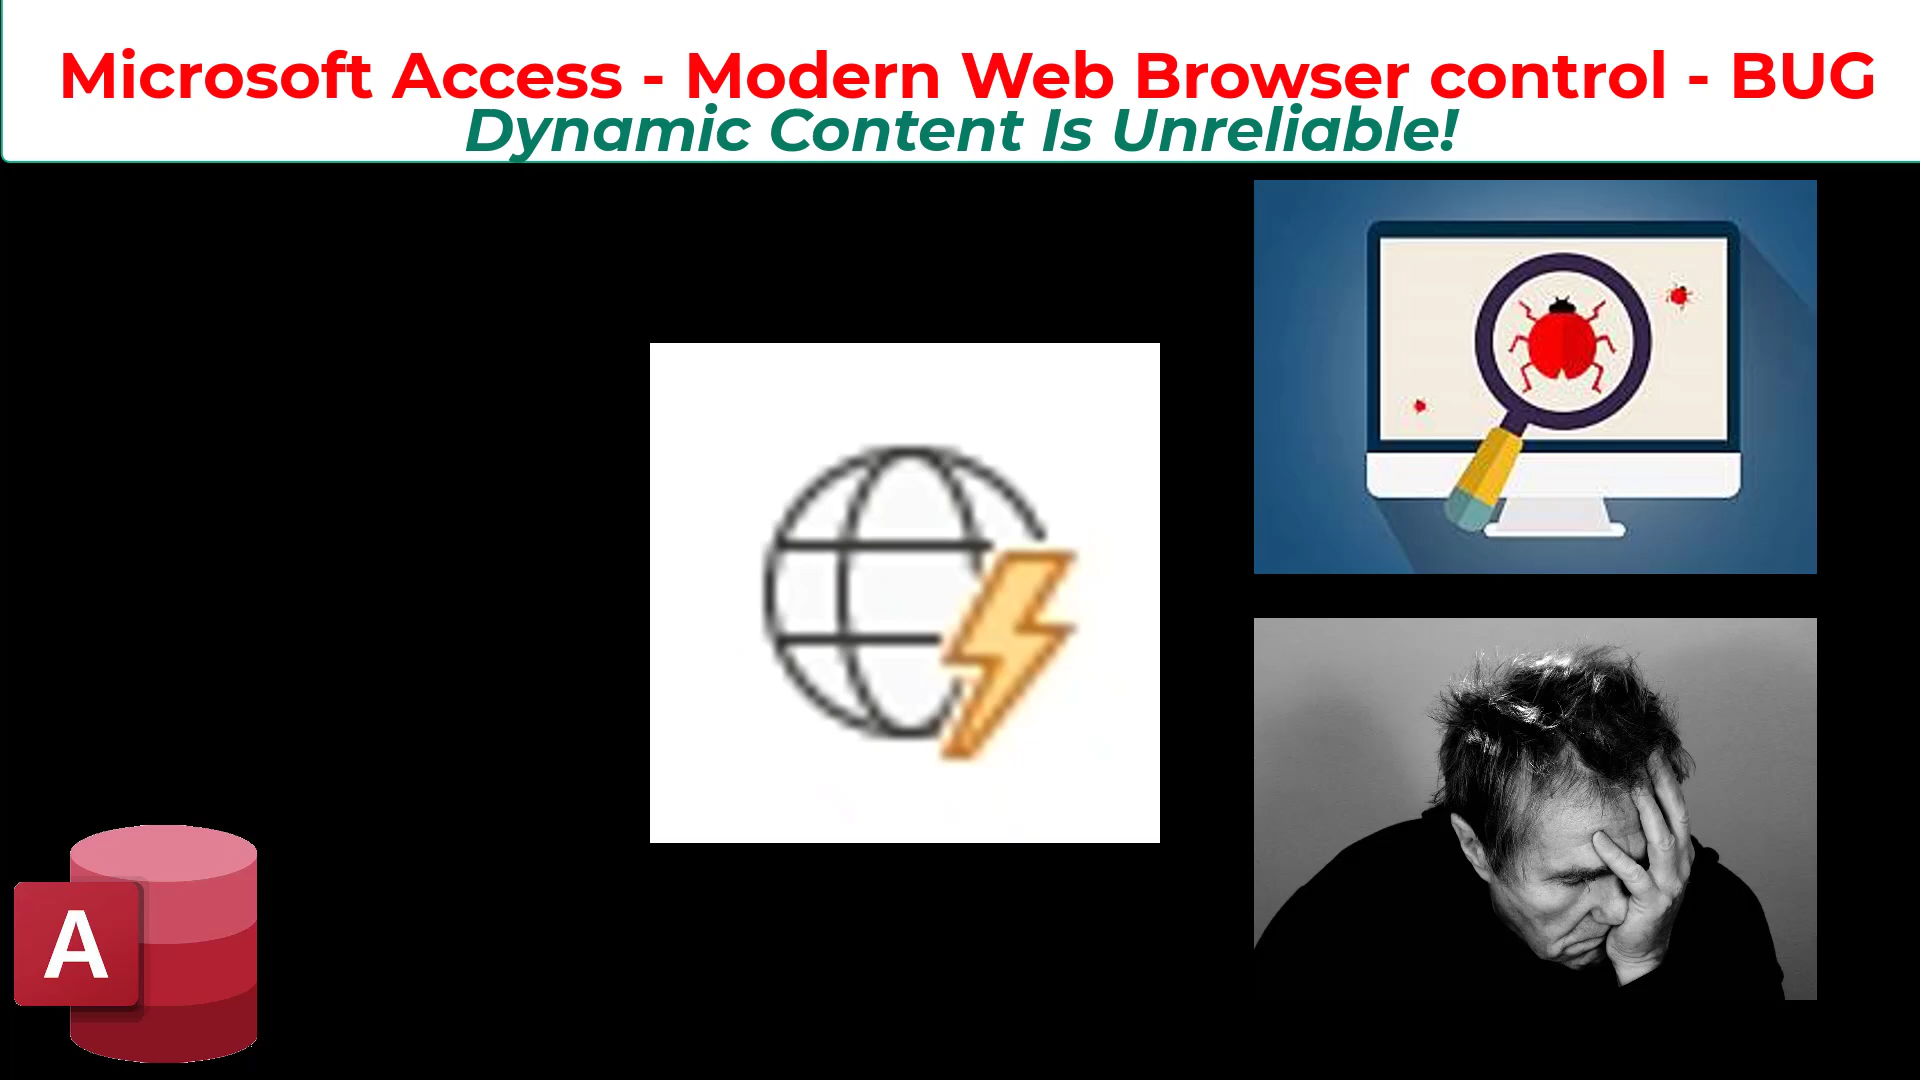 Microsoft Access - Modern Web Browser control - BUG
Dynamic Content Is Unreliable!
A